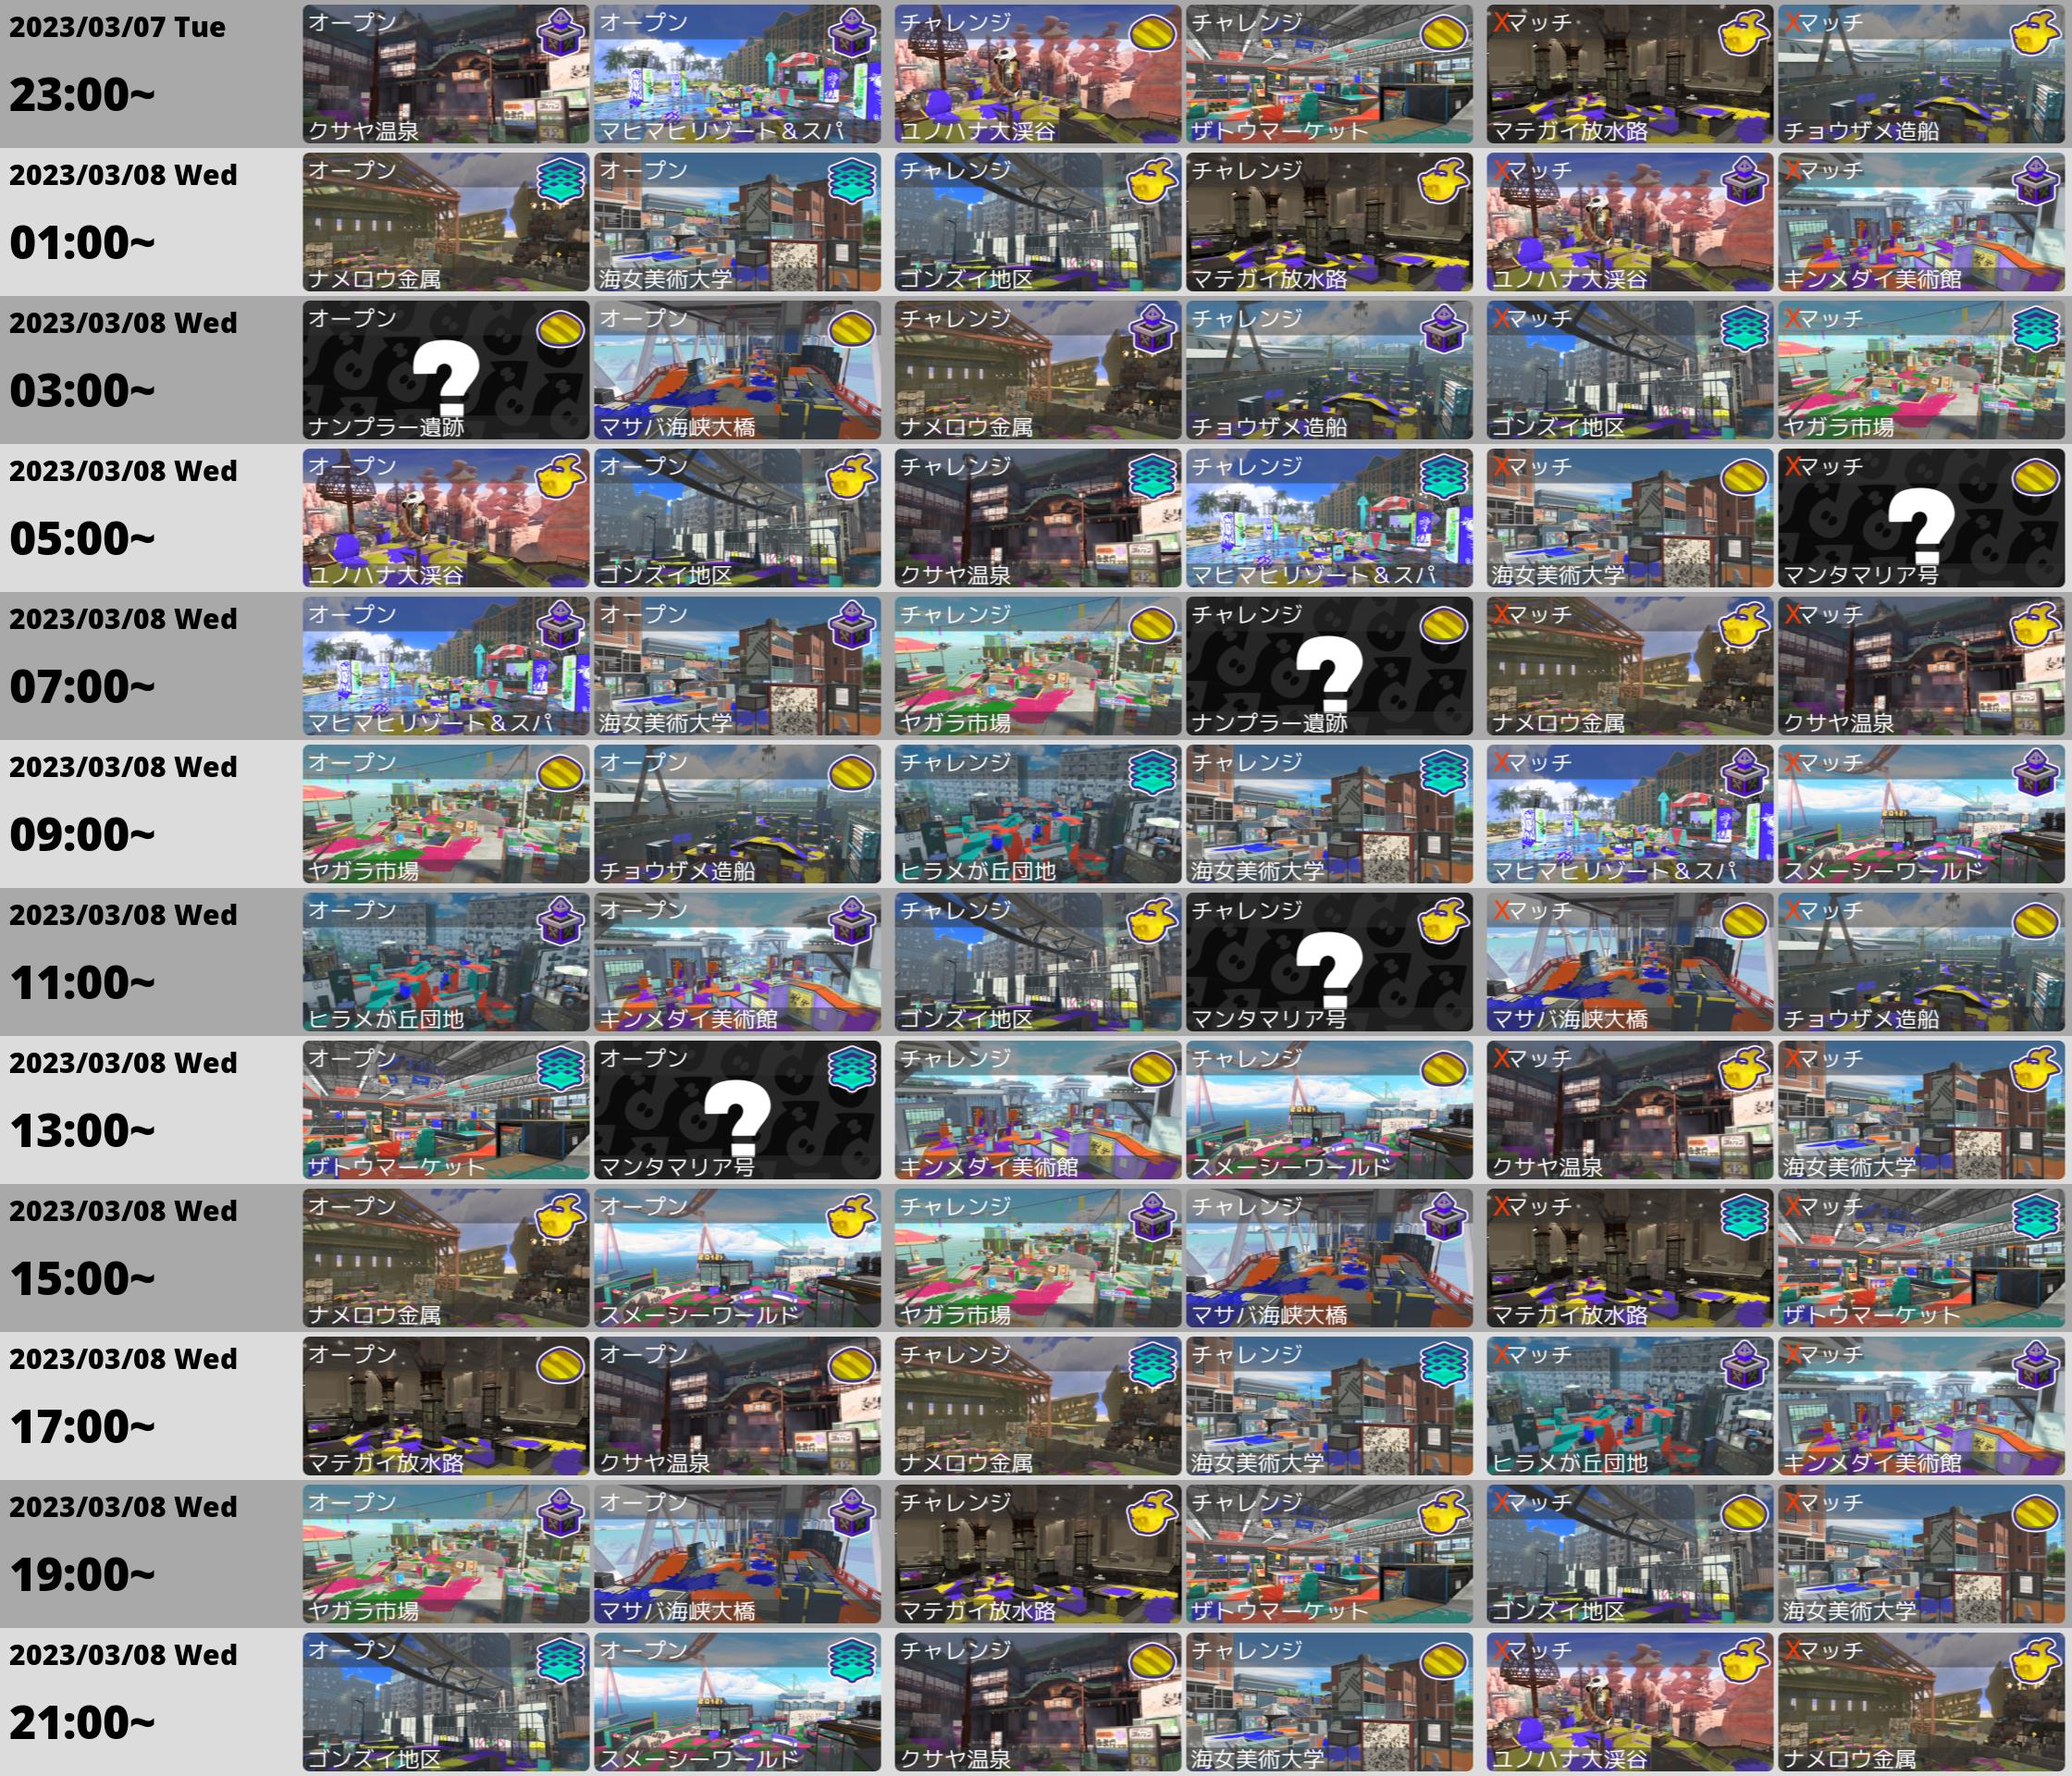 2023/03/07 Tue
23:00~
オープン
クサヤ温泉
オープン
マヒマヒリゾート＆スパ
チャレンジ
ユノハナ大渓谷
チャレンジ
ザトウマーケット
Xマッチ
マテガイ放水路
Xマッチ
チョウザメ造船
2023/03/08 Wed
01:00~
オープン
ナメロウ金属
オープン
海女美術大学
チャレンジ
ゴンズイ地区
チャレンジ
マテガイ放水路
Xマッチ
ユノハナ大渓谷
Xマッチ
キンメダイ美術館
2023/03/08 Wed
03:00~
オープン
?
ナンプラー遺跡
オープン
マサバ海峡大橋
チャレンジ
ナメロウ金属
チャレンジ
チョウザメ造船
Xマッチ
ゴンズイ地区
Xマッチ
ヤガラ市場
2023/03/08 Wed
05:00~
オープン
ユノハナ大渓谷
オープン
ゴンズイ地区
チャレンジ
クサヤ温泉
チャレンジ
マヒマヒリゾート＆スパ
Xマッチ
海女美術大学
Xマッチ
?
マンタマリア号
2023/03/08 Wed
07:00~
オープン
マヒマヒリゾート＆スパ
オープン
海女美術大学
チャレンジ
ヤガラ市場
チャレンジ
?
ナンプラー遺跡
Xマッチ
ナメロウ金属
Xマッチ
クサヤ温泉
2023/03/08 Wed
09:00~
オープン
ヤガラ市場
オープン
チョウザメ造船
チャレンジ
ヒラメが丘団地
チャレンジ
海女美術大学
Xマッチ
マヒマヒリゾート＆スパ
Xマッチ
スメーシーワールド
2023/03/08 Wed
11:00~
オープン
ヒラメが丘団地
オープン
キンメダイ美術館
チャレンジ
ゴンズイ地区
チャレンジ
?
マンタマリア号
Xマッチ
マサバ海峡大橋
Xマッチ
チョウザメ造船
2023/03/08 Wed
13:00~
オープン
ザトウマーケット
オープン
?
マンタマリア号
チャレンジ
キンメダイ美術館
チャレンジ
スメーシーワールド
Xマッチ
クサヤ温泉
Xマッチ
海女美術大学
2023/03/08 Wed
15:00~
オープン
ナメロウ金属
オープン
スメーシーワールド
チャレンジ
ヤガラ市場
チャレンジ
マサバ海峡大橋
Xマッチ
マテガイ放水路
Xマッチ
ザトウマーケット
2023/03/08 Wed
17:00~
オープン
マテガイ放水路
オープン
クサヤ温泉
チャレンジ
ナメロウ金属
チャレンジ
海女美術大学
Xマッチ
ヒラメが丘団地
Xマッチ
キンメダイ美術館
2023/03/08 Wed
19:00~
オープン
ヤガラ市場
オープン
マサバ海峡大橋
チャレンジ
マテガイ放水路
チャレンジ
ザトウマーケット
Xマッチ
ゴンズイ地区
Xマッチ
海女美術大学
2023/03/08 Wed
21:00~
オープン
ゴンズイ地区
オープン
スメーシーワールド
チャレンジ
クサヤ温泉
チャレンジ
海女美術大学
Xマッチ
ユノハナ大渓谷
Xマッチ
ナメロウ金属